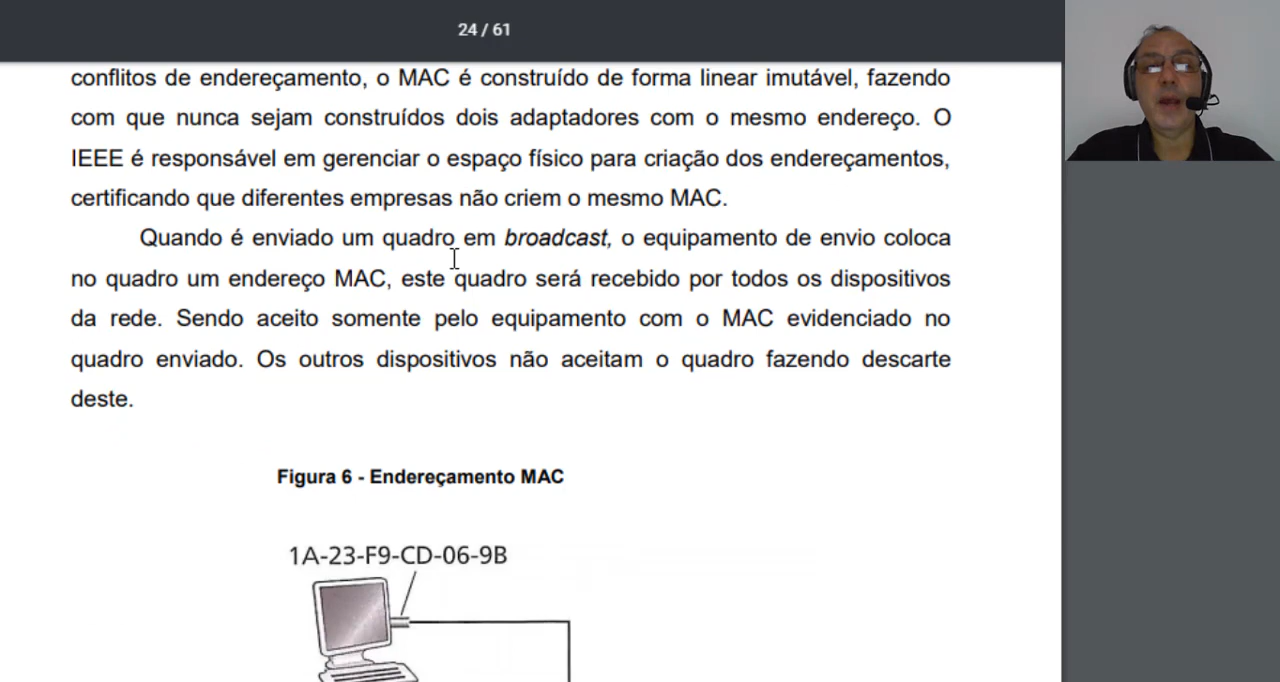 24 / 61
conflitos de endereçamento, o MAC é construído de forma linear imutável, fazendo
com que nunca sejam construídos dois adaptadores com o mesmo endereço. O
IEEE é responsável em gerenciar o espaço físico para criação dos endereçamentos,
certificando que diferentes empresas não criem o mesmo MAC.
Quando é enviado um quadro em broadcast, o equipamento de envio coloca
no quadro um endereço MAC, este quadro será recebido por todos os dispositivos
da rede. Sendo aceito somente pelo equipamento com o MAC evidenciado no
quadro enviado. Os outros dispositivos não aceitam o quadro fazendo descarte
deste.
Figura 6 - Endereçamento MAC
1A-23-F9-CD-06-9B